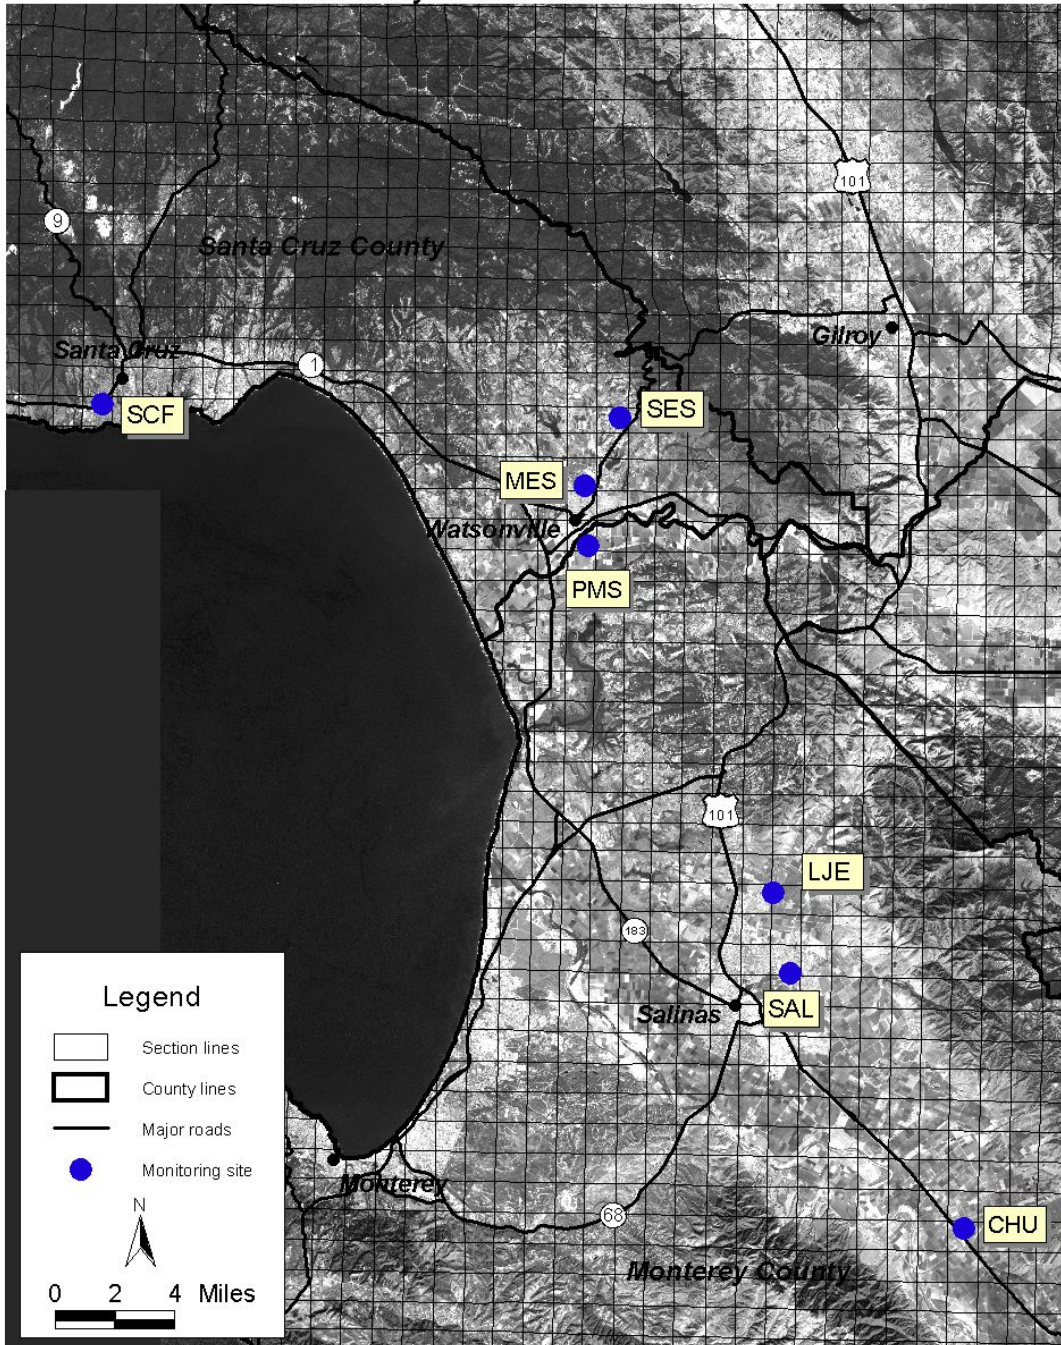 101
9
Santa Cruz County
Gilroy
Santa Cruz
1
SCF
SES
MES
Watsonville
PMS
101
LJE
183
SAL
Salinas
Legend
Section lines
County lines
Major roads
Monitoring site
N
0 2 4 Miles
Monterey
68
CHU
Monterey County